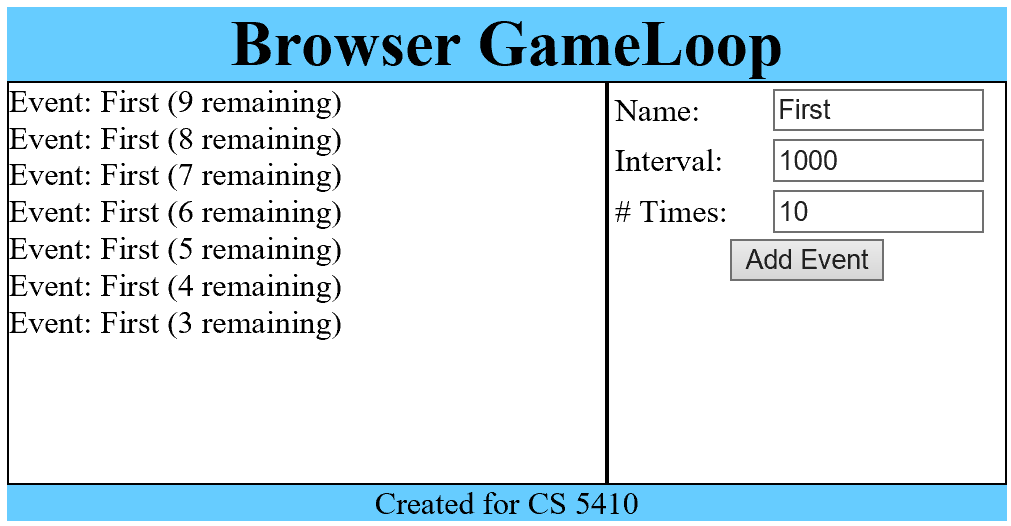 Browser GameLoop
Event: First (9 remaining)
Event: First (8 remaining)
Event: First (7 remaining)
Event: First (6 remaining)
Event: First (5 remaining)
Event: First (4 remaining)
Event: First (3 remaining)
Name: First
Interval: 1000
# Times: 10
Add Event
Created for CS 5410